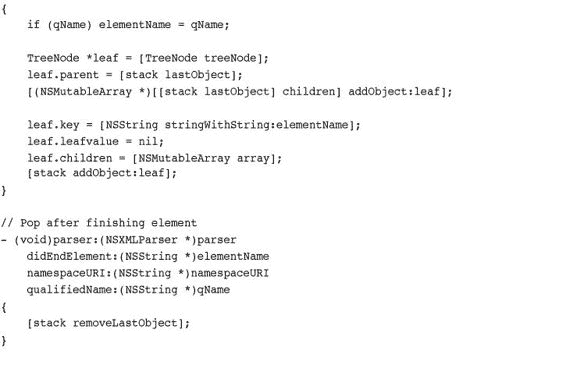 {
if (qName) elementName = qName;
TreeNode *leaf = [TreeNode treeNode];
leaf.parent = [stack lastObject];
[(NSMutableArray *)[[stack lastObject] children] addObject:leaf];
leaf.key = [NSString stringWithString:elementName];
leaf.leafvalue = nil;
leaf.children = [NSMutableArray array];
[stack addObject:leaf];
}
// Pop after finishing element
- (void)parser:(NSXMLParser *)parser
didEndElement:(NSString *)elementName
namespaceURI:(NSString *)namespaceURI
qualifiedName:(NSString *)qName
{
[stack removeLastObject];
}